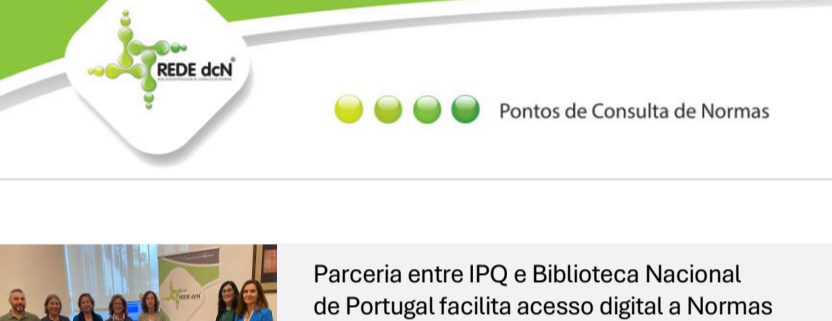 REDE dcN
Pontos de Consulta de Normas
Parceria entre IPQ e Biblioteca Nacional
de Portugal facilita acesso digital a Normas
REDE dcN